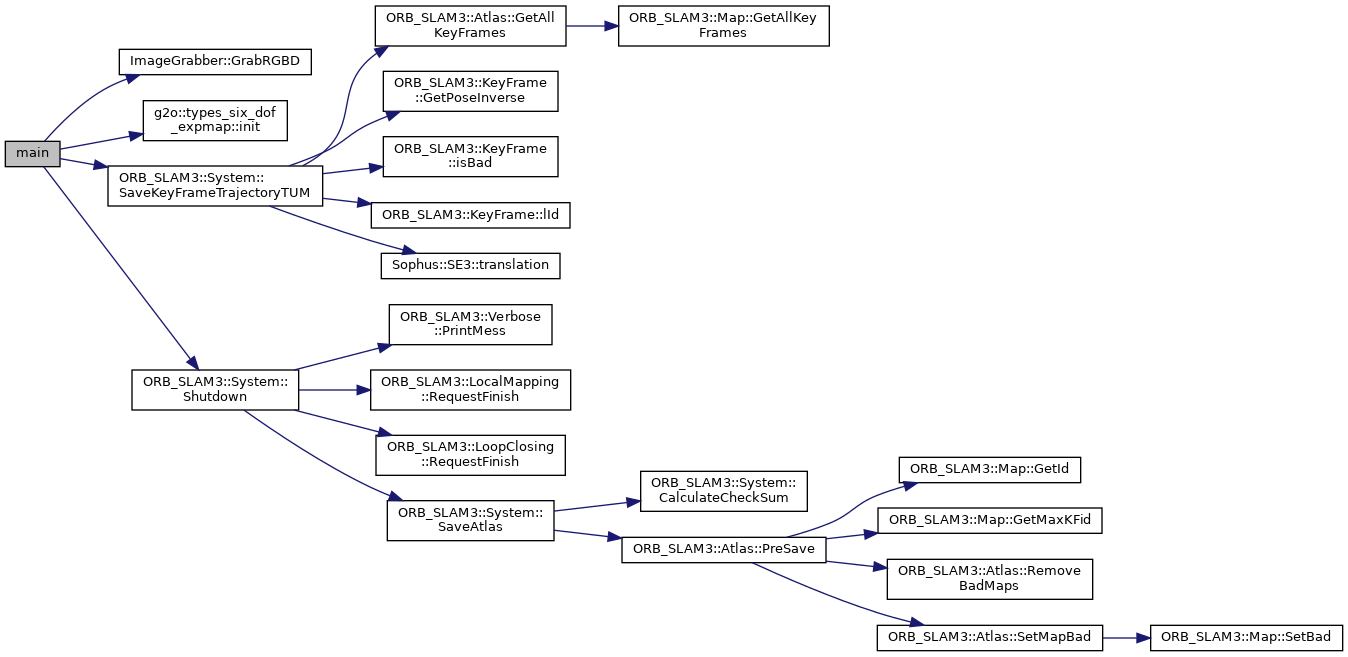 main
ImageGrabber::GrabRGBD
g2o::types_six_dof
_expmap::init
ORB_SLAM3::System::
SaveKeyFrameTrajectoryTUM
ORB_SLAM3::Atlas::GetAll
KeyFrames
ORB_SLAM3::Map::GetAllKey
Frames
ORB_SLAM3::KeyFrame
::GetPoseInverse
ORB_SLAM3::KeyFrame
::isBad
ORB_SLAM3::KeyFrame::lId
Sophus::SE3::translation
ORB_SLAM3::System::
Shutdown
ORB_SLAM3::Verbose
::PrintMess
ORB_SLAM3::LocalMapping
::RequestFinish
ORB_SLAM3::LoopClosing
::RequestFinish
ORB_SLAM3::System::
SaveAtlas
ORB_SLAM3::System::
CalculateCheckSum
ORB_SLAM3::Atlas::PreSave
ORB_SLAM3::Map::GetId
ORB_SLAM3::Map::GetMaxKFid
ORB_SLAM3::Atlas::Remove
BadMaps
ORB_SLAM3::Atlas::SetMapBad
ORB_SLAM3::Map::SetBad